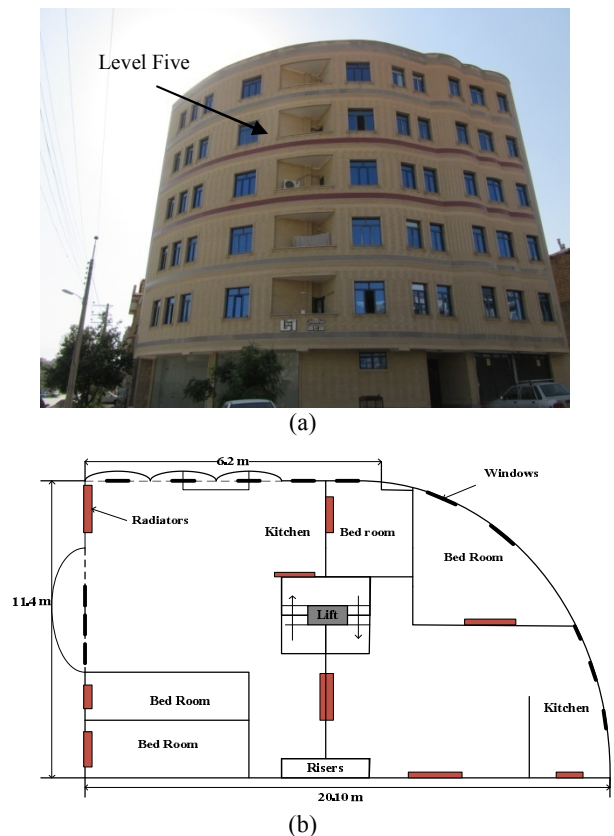 Level Five
(a)
6.2 m
Windows
Radiators
Kitchen
Bed room
Bed Room
11.4 m
Lift
Bed Room
Kitchen
Bed Room
Risers
20.10 m
(b)